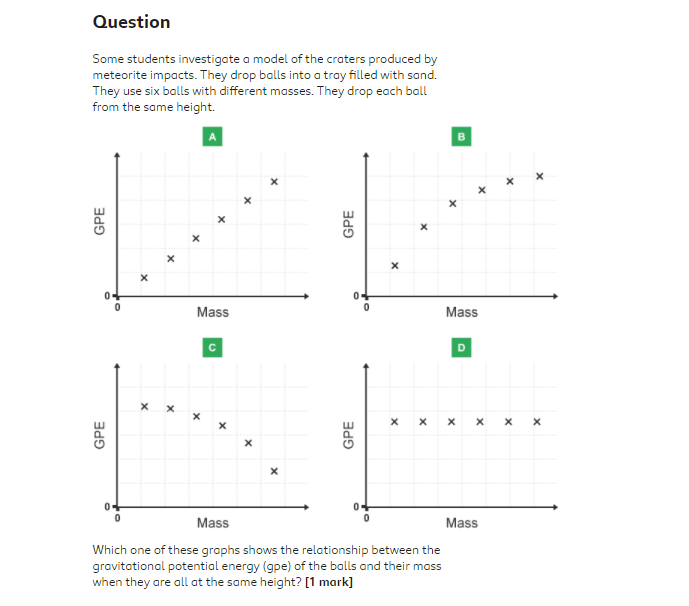 Question
Some students investigate a model of the craters produced by
meteorite impacts. They drop balls into a tray filled with sand.
They use six balls with different masses. They drop each ball
from the same height.
A
B
GPE
0
0
Mass
GPE
0
0
Mass
C
D
GPE
0
0
Mass
GPE
0
0
Mass
Which one of these graphs shows the relationship between the
gravitational potential energy (gpe) of the balls and their mass
when they are all at the same height? [1 mark]